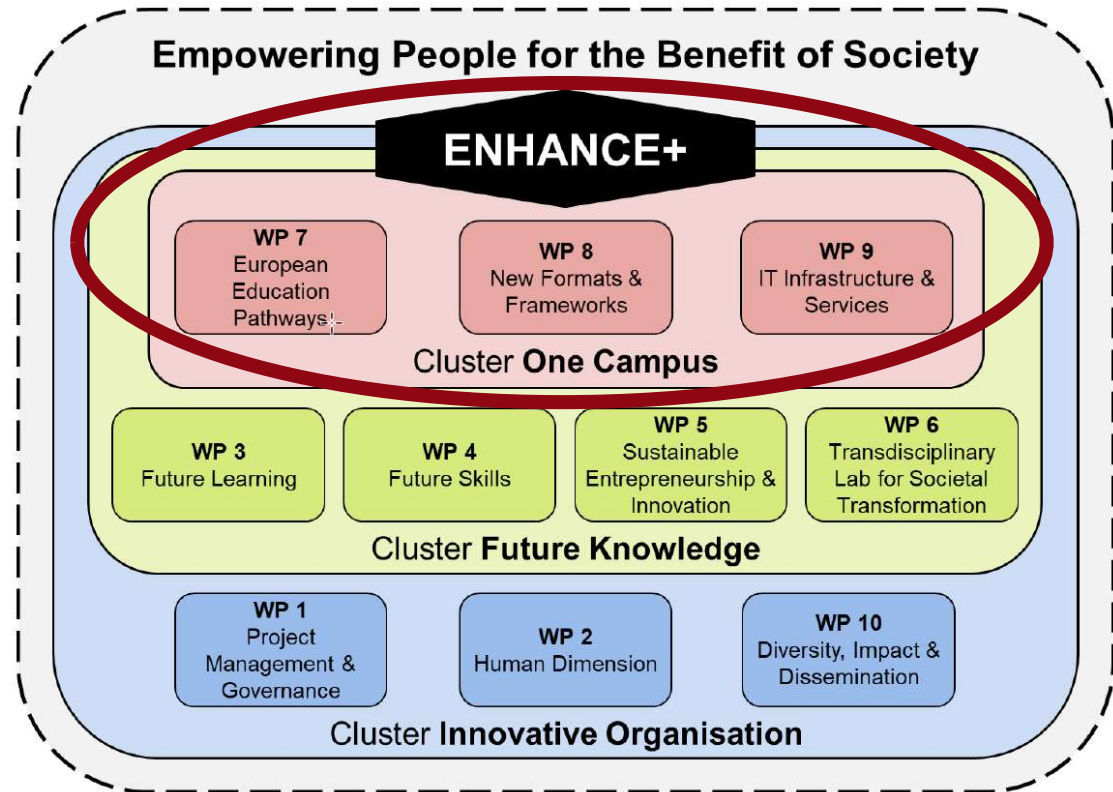 Empowering People for the Benefit of Society
ENHANCE+
WP 7
European
Education
Pathways
WP 8
New Formats &
Frameworks
WP 9
IT Infrastructure &
Services
Cluster One Campus
WP 3
Future Learning
WP 4
Future Skills
WP 5
Sustainable
Entrepreneurship &
Innovation
WP 6
Transdisciplinary
Lab for Societal
Transformation
Cluster Future Knowledge
WP 1
Project
Management &
Governance
WP 2
Human Dimension
WP 10
Diversity, Impact &
Dissemination
Cluster Innovative Organisation